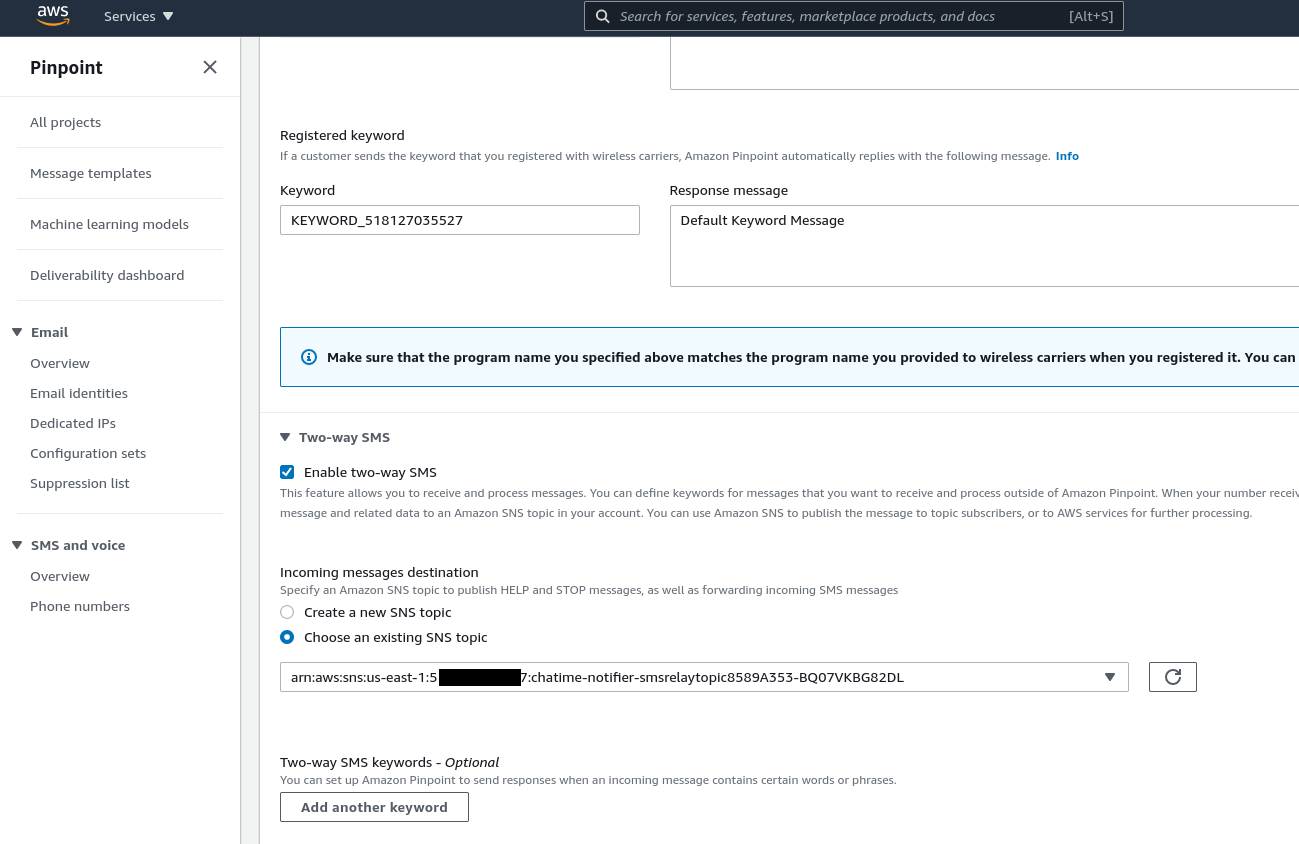 aws Services Search for services, features, marketplace products, and docs [Alt+S]
Pinpoint
All projects
Message templates
Machine learning models
Deliverability dashboard
Email
Overview
Email identities
Dedicated IPs
Configuration sets
Suppression list
SMS and voice
Overview
Phone numbers
Registered keyword
If a customer sends the keyword that you registered with wireless carriers, Amazon Pinpoint automatically replies with the following message. Info
Keyword
KEYWORD_518127035527
Response message
Default Keyword Message
Make sure that the program name you specified above matches the program name you provided to wireless carriers when you registered it. You can
Two-way SMS
Enable two-way SMS
This feature allows you to receive and process messages. You can define keywords for messages that you want to receive and process outside of Amazon Pinpoint. When your number recei
message and related data to an Amazon SNS topic in your account. You can use Amazon SNS to publish the message to topic subscribers, or to AWS services for further processing.
Incoming messages destination
Specify an Amazon SNS topic to publish HELP and STOP messages, as well as forwarding incoming SMS messages
Create a new SNS topic
Choose an existing SNS topic
arn:aws:sns:us-east-1:5 7:chatime-notifier-smsrelaytopic8589A353-BQ07VKBG82DL
Two-way SMS keywords - Optional
You can set up Amazon Pinpoint to send responses when an incoming message contains certain words or phrases.
Add another keyword